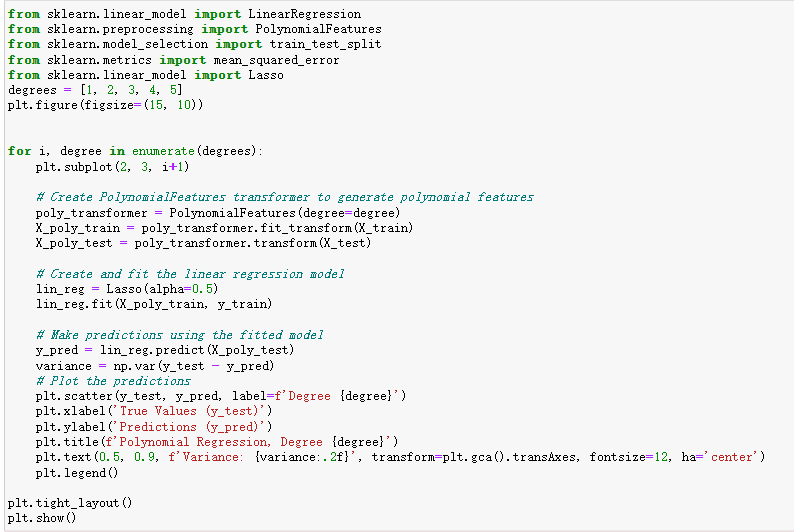 from sklearn.linear_model import LinearRegression
from sklearn.preprocessing import PolynomialFeatures
from sklearn.model_selection import train_test_split
from sklearn.metrics import mean_squared_error
from sklearn.linear_model import Lasso
degrees = [1, 2, 3, 4, 5]
plt.figure(figsize=(15, 10))
for i, degree in enumerate(degrees):
    plt.subplot(2, 3, i+1)
    # Create PolynomialFeatures transformer to generate polynomial features
    poly_transformer = PolynomialFeatures(degree=degree)
    X_poly_train = poly_transformer.fit_transform(X_train)
    X_poly_test = poly_transformer.transform(X_test)
    # Create and fit the linear regression model
    lin_reg = Lasso(alpha=0.5)
    lin_reg.fit(X_poly_train, y_train)
    # Make predictions using the fitted model
    y_pred = lin_reg.predict(X_poly_test)
    variance = np.var(y_test - y_pred)
    # Plot the predictions
    plt.scatter(y_test, y_pred, label=f'Degree {degree}')
    plt.xlabel('True Values (y_test)')
    plt.ylabel('Predictions (y_pred)')
    plt.title(f'Polynomial Regression, Degree {degree}')
    plt.text(0.5, 0.9, f'Variance: {variance:.2f}', transform=plt.gca().transAxes, fontsize=12, ha='center')
    plt.legend()
plt.tight_layout()
plt.show()